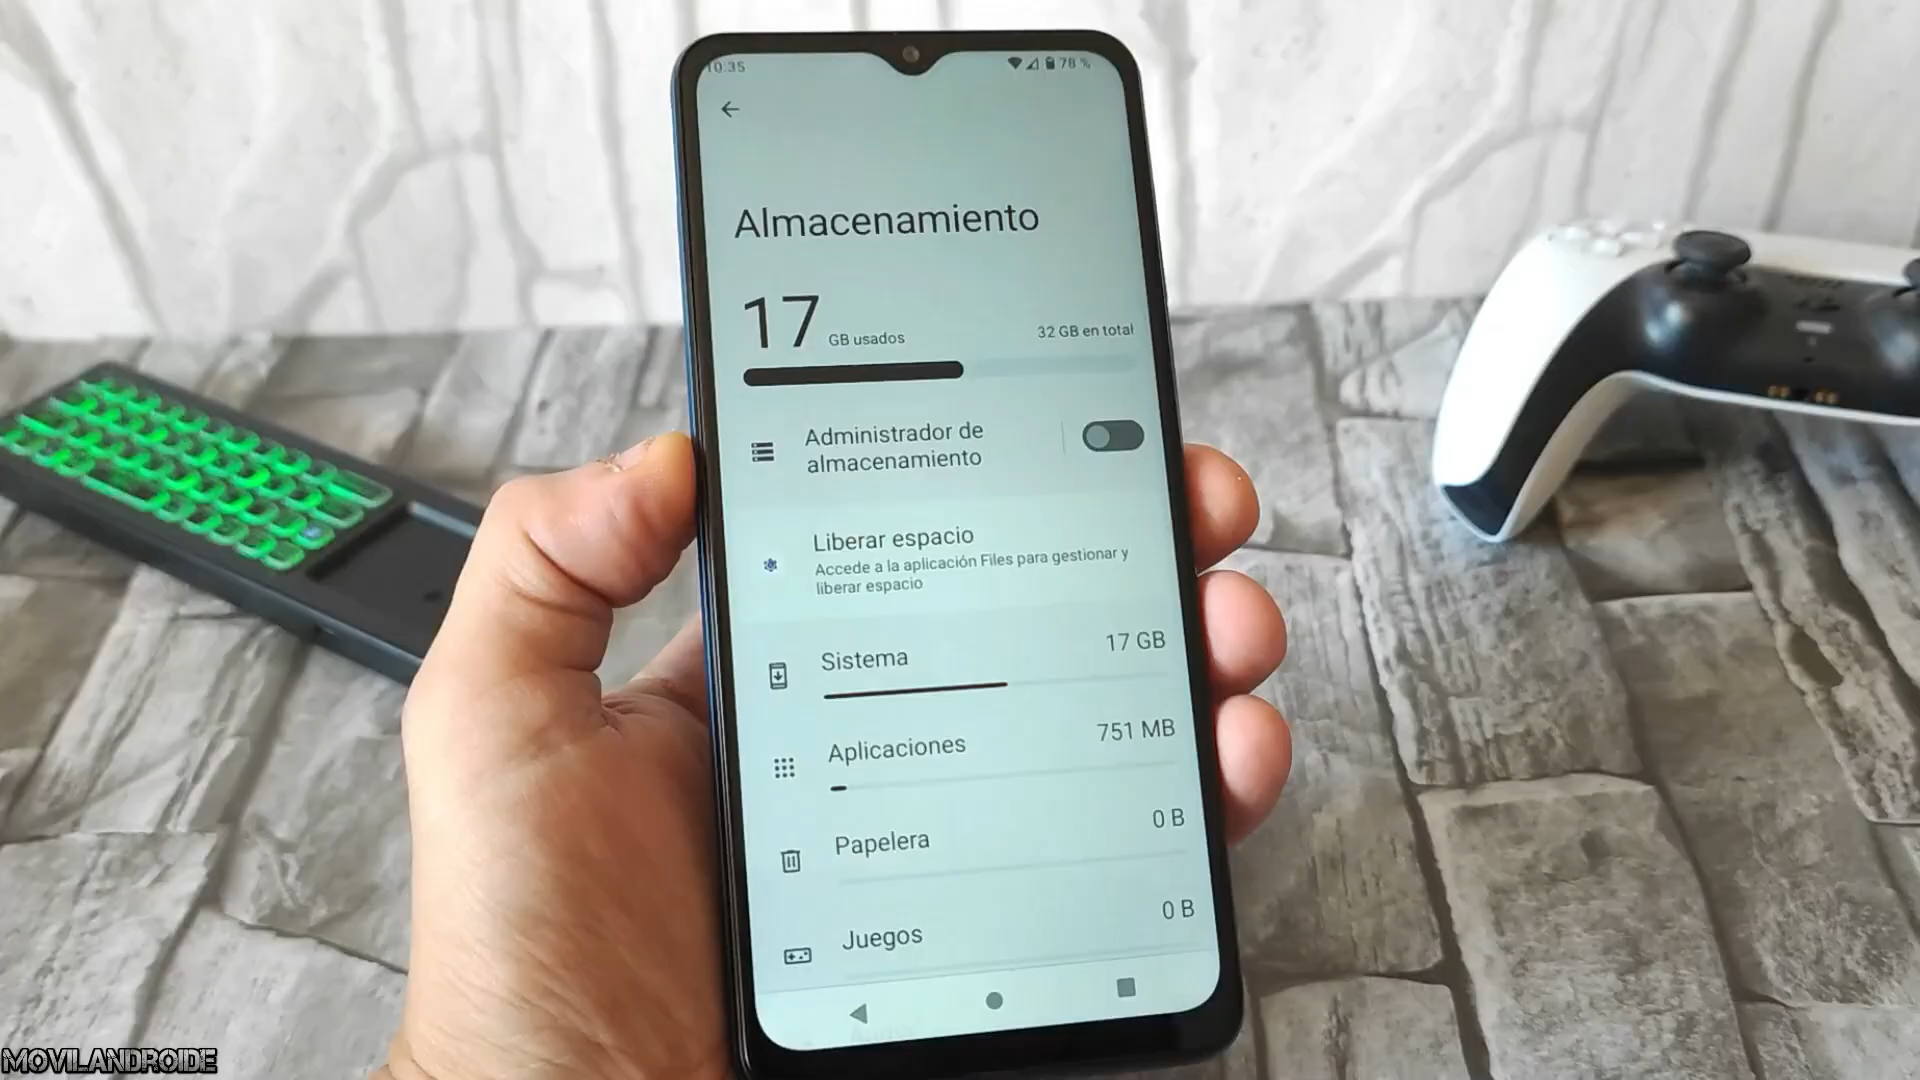 10:35
78 %
Almacenamiento
17 GB usados
32 GB en total
Administrador de
almacenamiento
Liberar espacio
Accede a la aplicación Files para gestionar y
liberar espacio
Sistema
17 GB
Aplicaciones
751 MB
Papelera
0 B
Juegos
0 B
MOVILANDROIDE